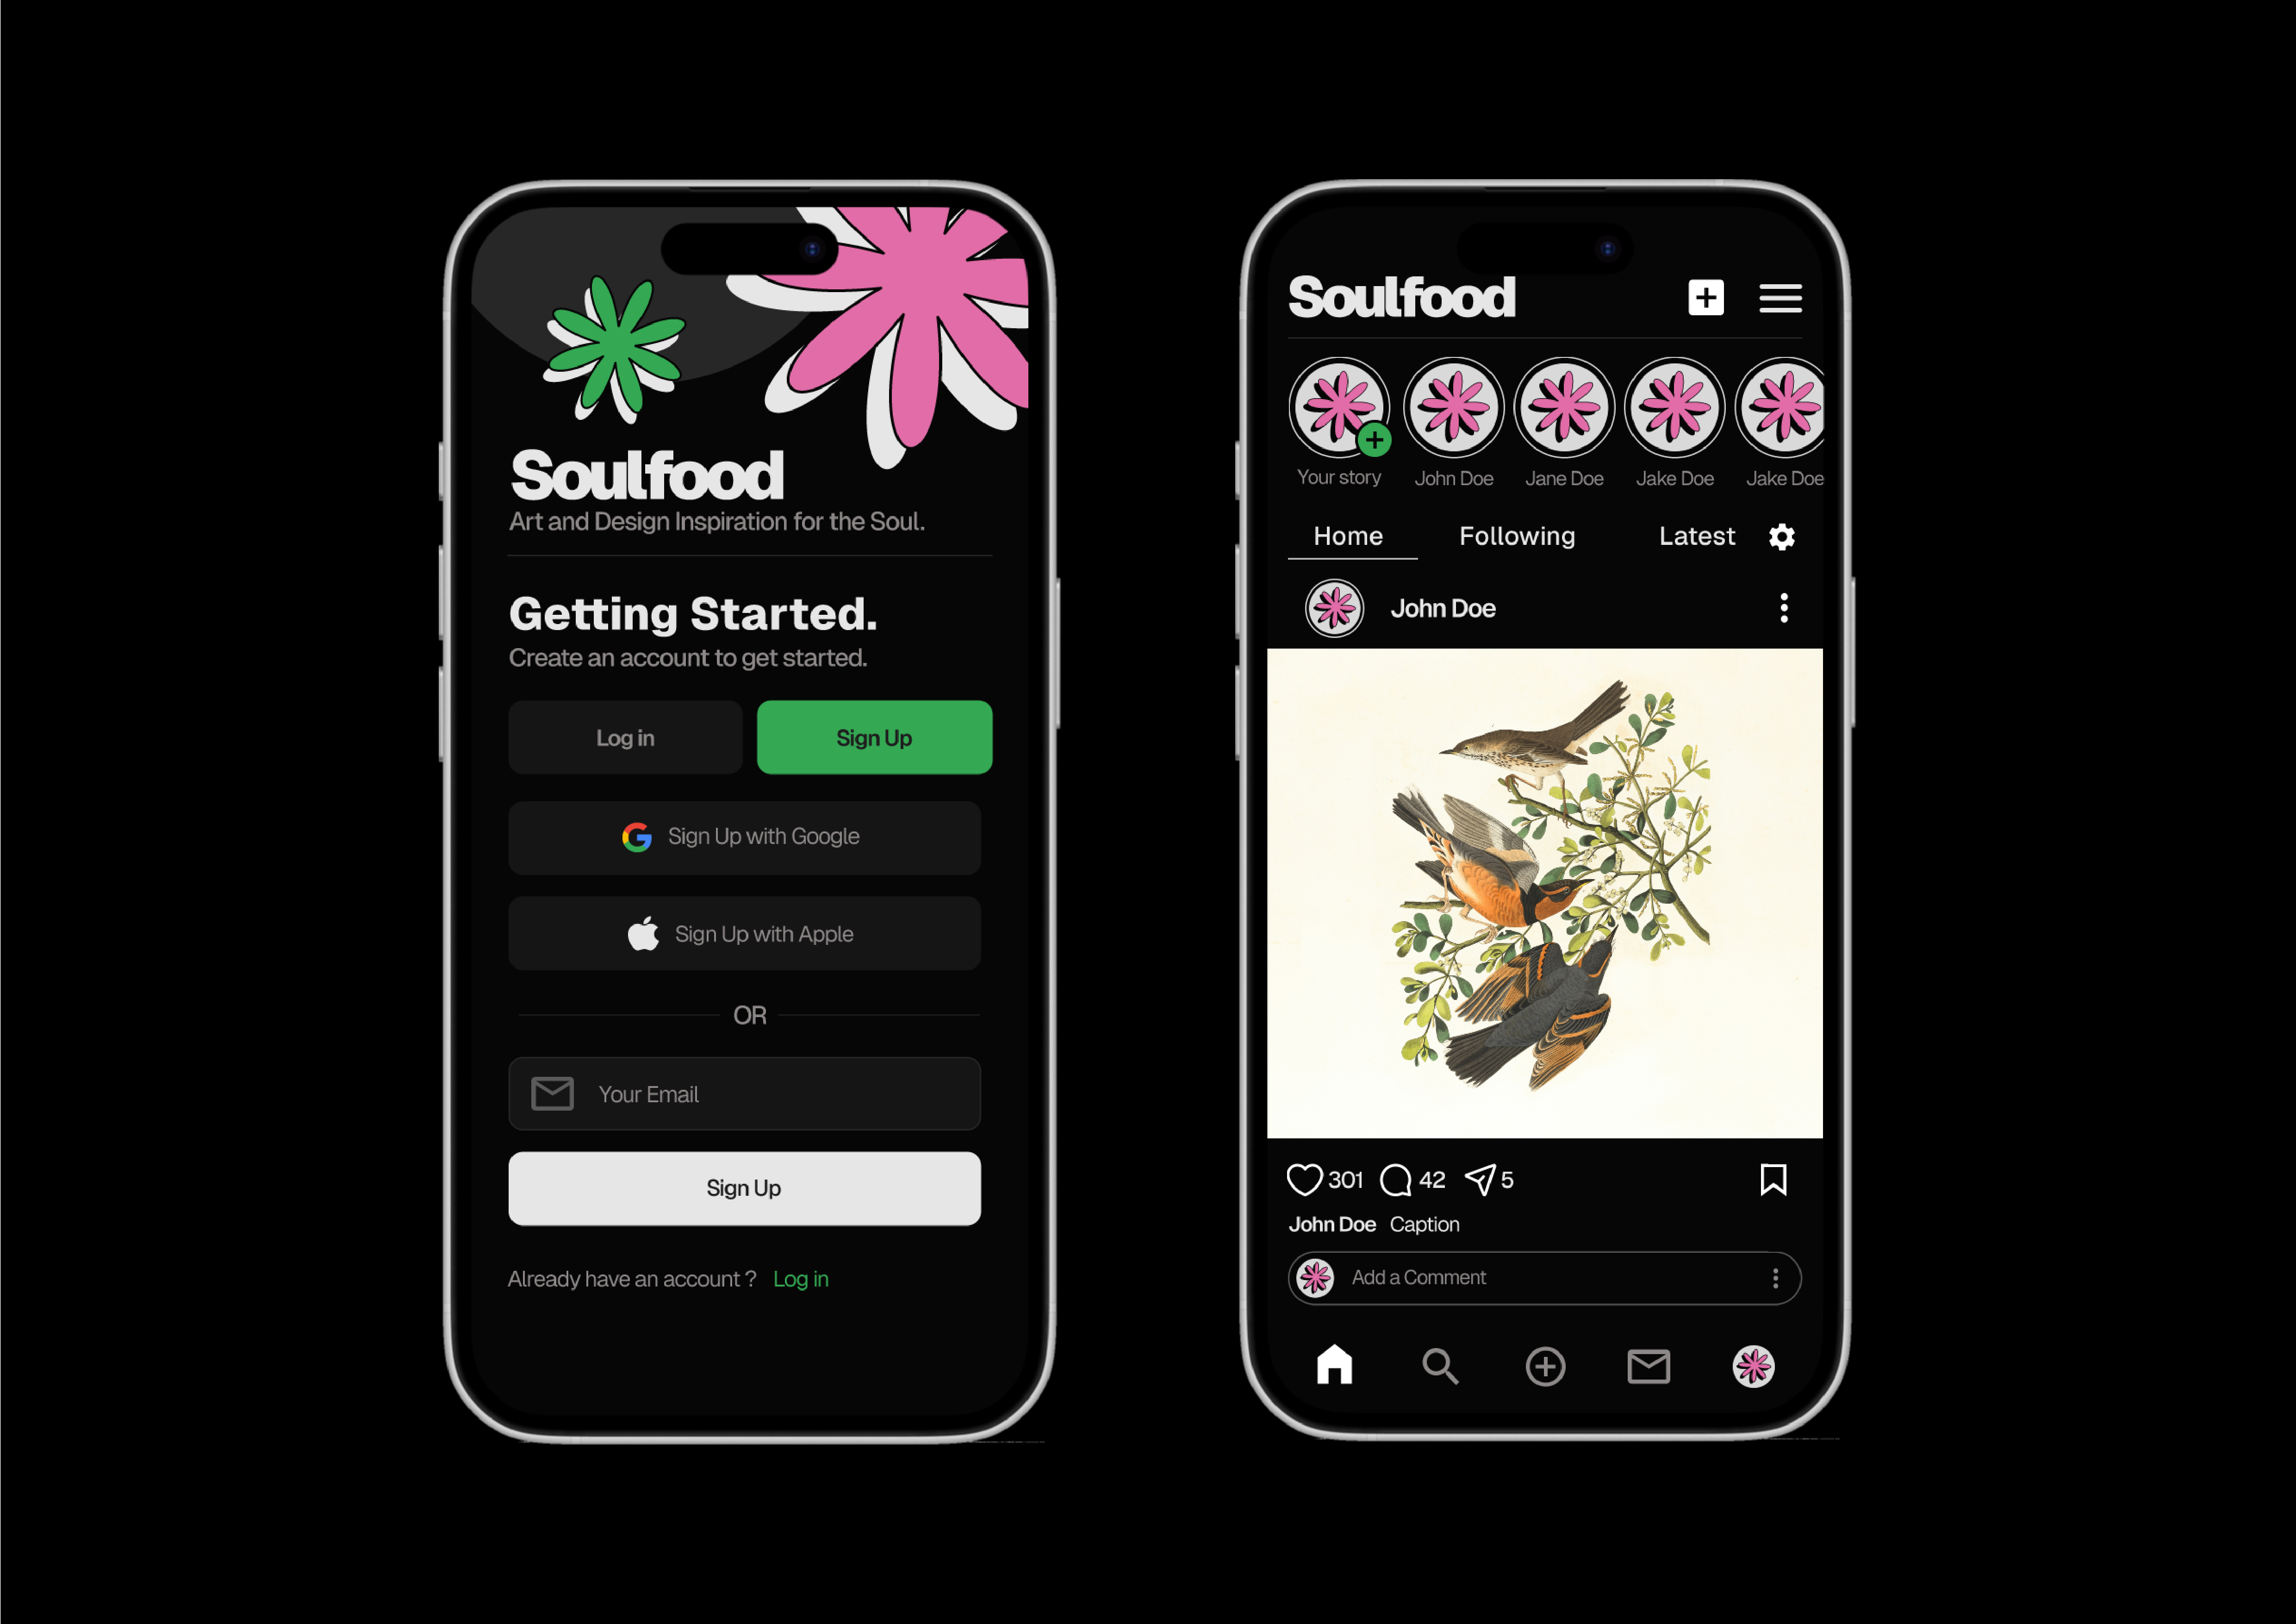 Soulfood
Art and Design Inspiration for the Soul.
Getting Started.
Create an account to get started.
Log in
Sign Up
Sign Up with Google
Sign Up with Apple
OR
Your Email
Sign Up
Already have an account ? Log in
Soulfood
Your story
John Doe
Jane Doe
Jake Doe
Jake Doe
Home
Following
Latest
John Doe
301
42
5
John Doe Caption
Add a Comment